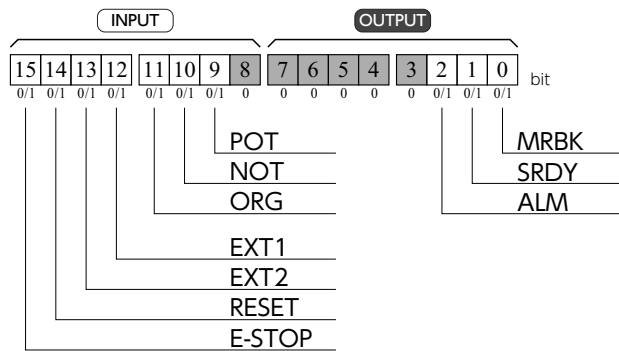 INPUT OUTPUT
15 14 13 12 11 10 9 8 7 6 5 4 3 2 1 0 bit
0/1 0/1 0/1 0/1 0/1 0/1 0/1 0 0 0 0 0 0 0/1 0/1 0/1
POT MRBK
NOT SRDY
ORG ALM
EXT1
EXT2
RESET
E-STOP